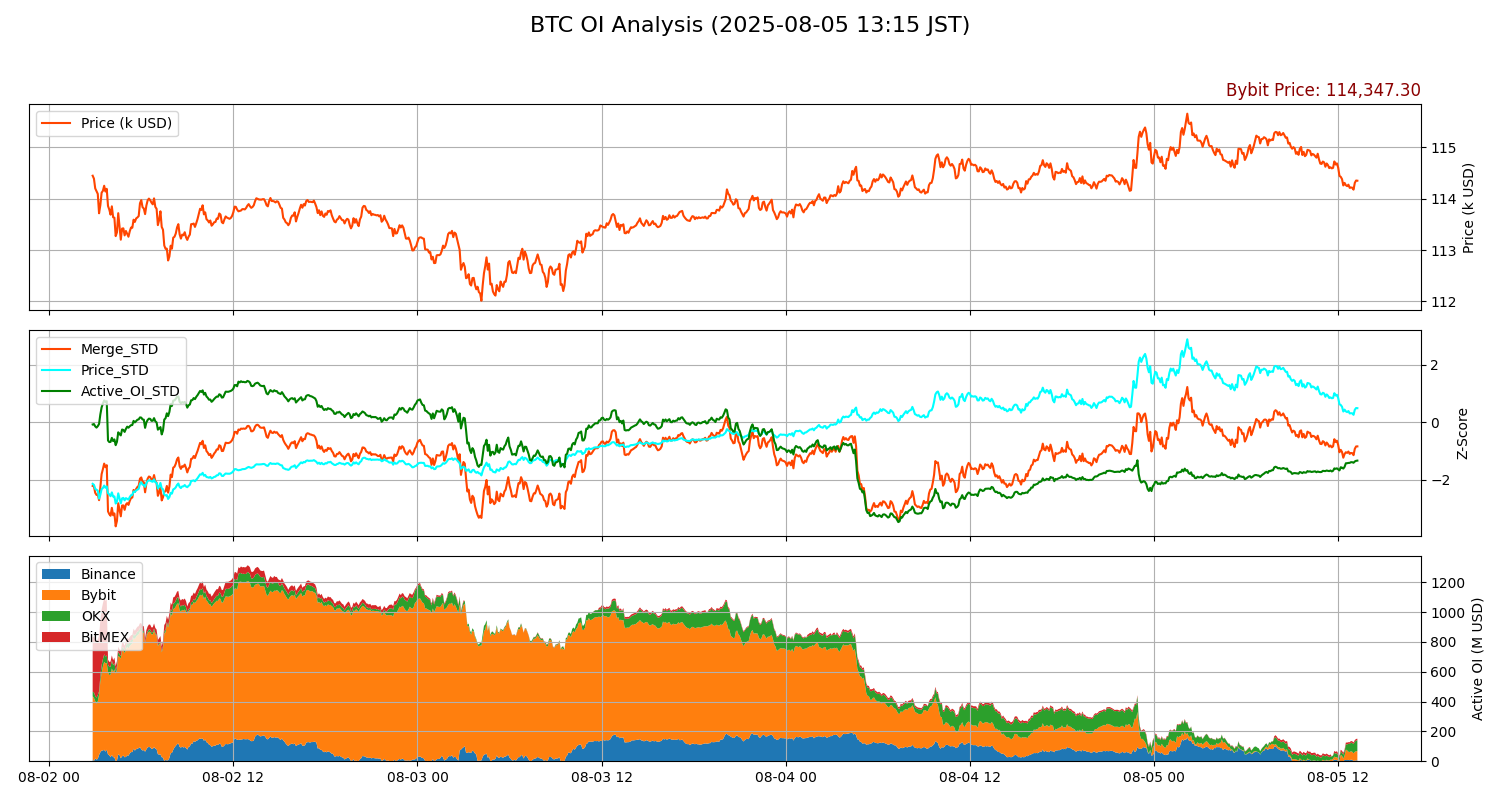 BTC OI Analysis (2025-08-05 13:15 JST)
Bybit Price: 114,347.30
Price (k USD)
115
114
113
112
Price (k USD)
Merge_STD
Price_STD
Active_OI_STD
2
0
−2
Z-Score
Binance
Bybit
OKX
BitMEX
1200
1000
800
600
400
200
0
Active OI (M USD)
08-02 00
08-02 12
08-03 00
08-03 12
08-04 00
08-04 12
08-05 00
08-05 12